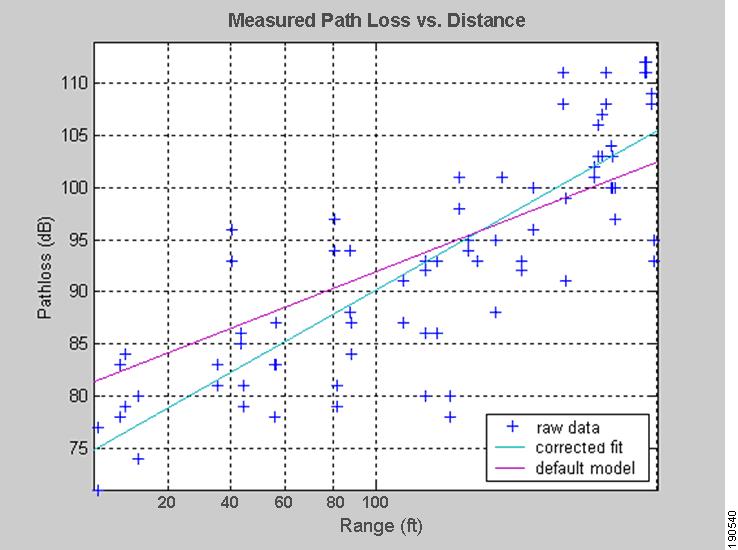 Measured Path Loss vs. Distance
Pathloss (dB)
110
105
100
95
90
85
80
75
20 40 60 80 100
Range (ft)
raw data
corrected fit
default model
190540